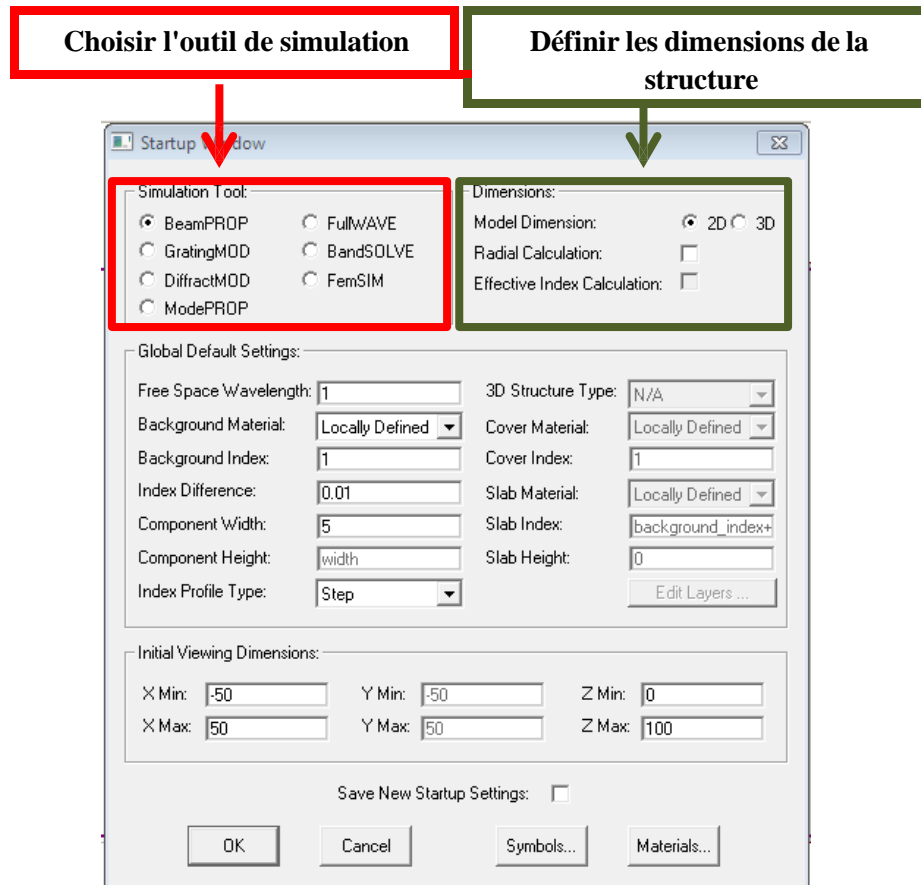 Choisir l'outil de simulation
Définir les dimensions de la
structure
Startup Window
Simulation Tool:
BeamPROP FullWAVE
GratingMOD BandSOLVE
DiffractMOD FemSIM
ModePROP
Dimensions:
Model Dimension: 2D 3D
Radial Calculation:
Effective Index Calculation:
Global Default Settings:
Free Space Wavelength: 1 3D Structure Type: N/A
Background Material: Locally Defined Cover Material: Locally Defined
Background Index: 1 Cover Index: 1
Index Difference: 0.01 Slab Material: Locally Defined
Component Width: 5 Slab Index: background_index+
Component Height: width Slab Height: 0
Index Profile Type: Step Edit Layers ...
Initial Viewing Dimensions:
X Min: -50 Y Min: -50 Z Min: 0
X Max: 50 Y Max: 50 Z Max: 100
Save New Startup Settings:
OK Cancel Symbols... Materials...